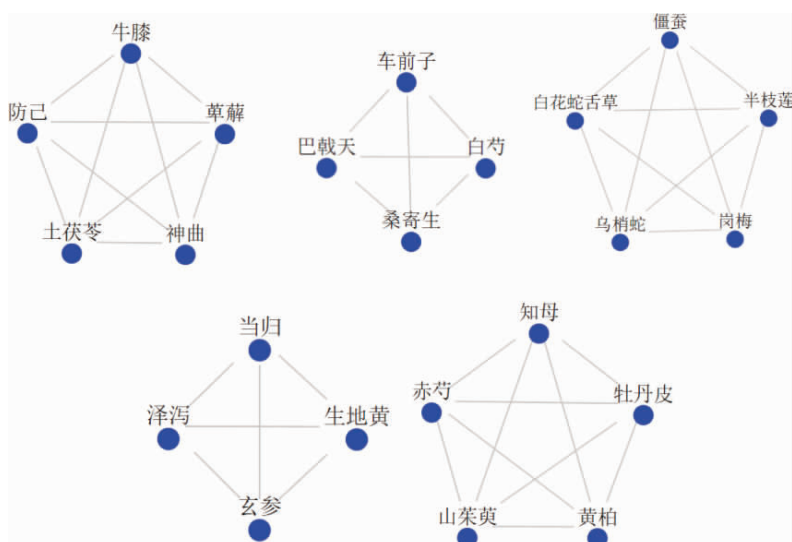 牛膝
防己
萆薢
土茯苓
神曲
车前子
巴戟天
白芍
桑寄生
僵蚕
白花蛇舌草
半枝莲
乌梢蛇
岗梅
当归
泽泻
生地黄
玄参
知母
赤芍
牡丹皮
山茱萸
黄柏